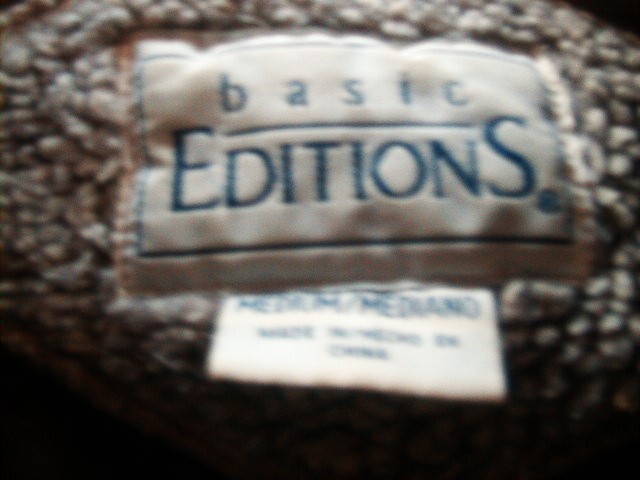 basic
EDITIONS®
MEDIUM/MEDIANO
MADE IN/HECHO EN
CHINA